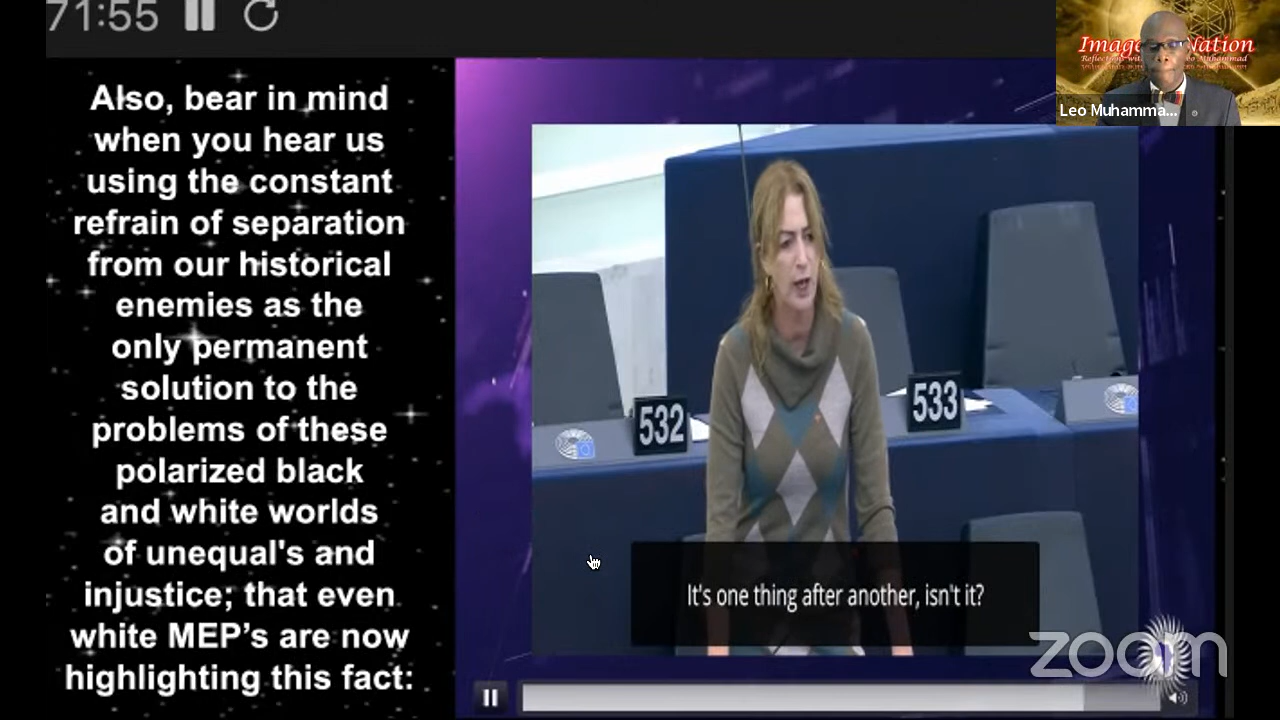 71:55
Also, bear in mind
when you hear us
using the constant
refrain of separation
from our historical
enemies as the
only permanent
solution to the
problems of these
polarized black
and white worlds
of unequal's and
injustice; that even
white MEP's are now
highlighting this fact:
532
533
It's one thing after another, isn't it?
Nation
Leo Muhamma...
zoom